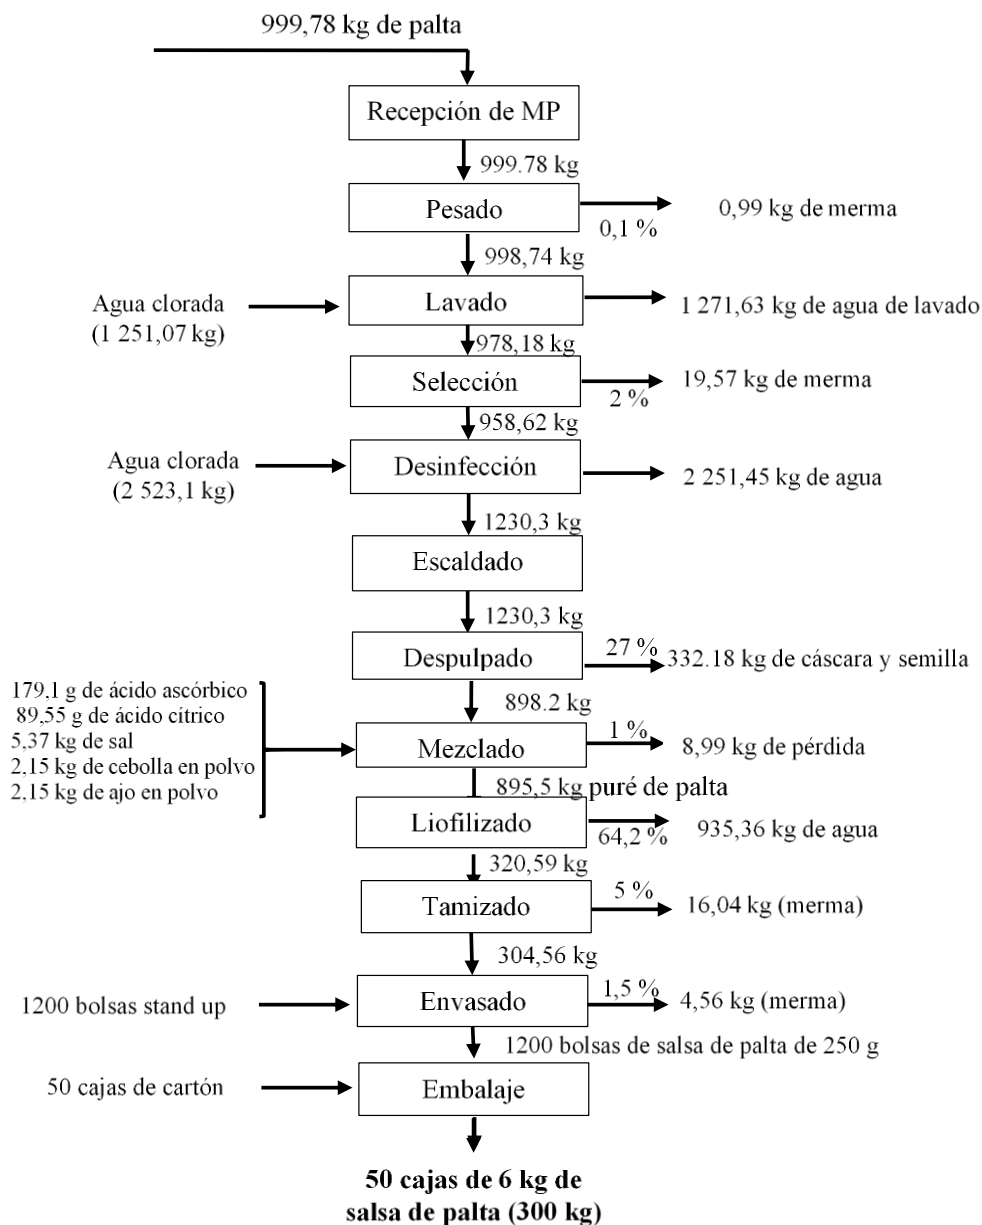 999,78 kg de palta
Recepción de MP
999.78 kg
Pesado
0,1 %
0,99 kg de merma
998,74 kg
Agua clorada
(1 251,07 kg)
Lavado
1 271,63 kg de agua de lavado
978,18 kg
Selección
2 %
19,57 kg de merma
958,62 kg
Agua clorada
(2 523,1 kg)
Desinfección
2 251,45 kg de agua
1230,3 kg
Escaldado
1230,3 kg
Despulpado
27 %
332.18 kg de cáscara y semilla
898.2 kg
179,1 g de ácido ascórbico
89,55 g de ácido cítrico
5,37 kg de sal
2,15 kg de cebolla en polvo
2,15 kg de ajo en polvo
Mezclado
1 %
8,99 kg de pérdida
895,5 kg puré de palta
Liofilizado
64,2 %
935,36 kg de agua
320,59 kg
Tamizado
5 %
16,04 kg (merma)
304,56 kg
1200 bolsas stand up
Envasado
1,5 %
4,56 kg (merma)
1200 bolsas de salsa de palta de 250 g
50 cajas de cartón
Embalaje
50 cajas de 6 kg de
salsa de palta (300 kg)